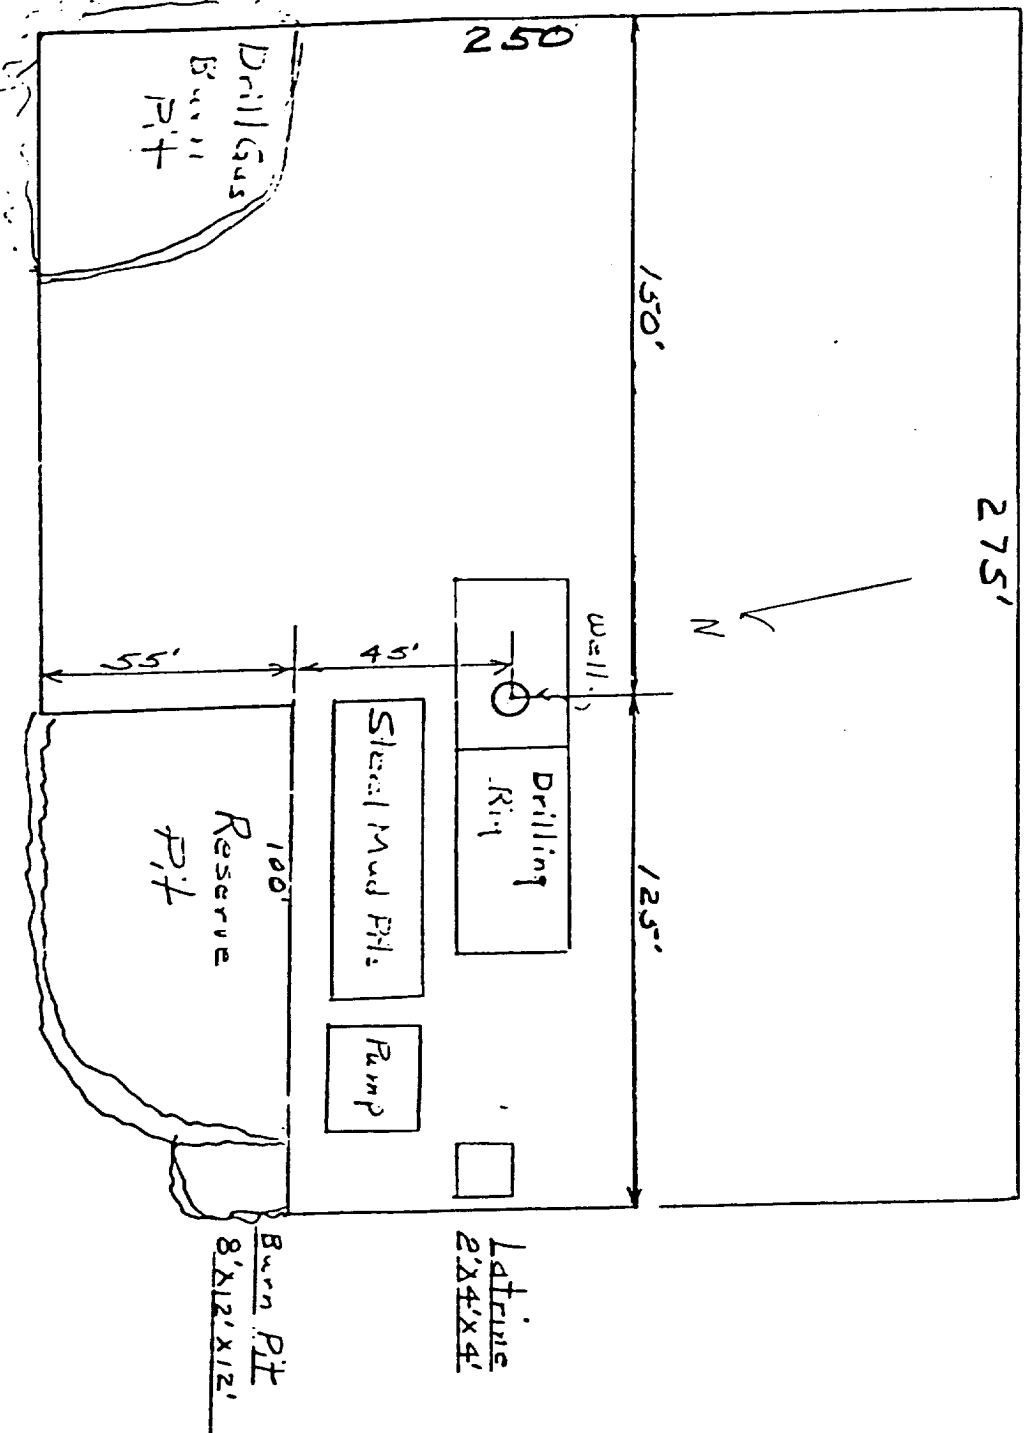 250
275'
150'
125'
N
Drill Gas
Burn
Pit
Well
55'
45'
Drilling
Rig
Steel Mud Pits
Pump
100'
Reserve
Pit
Latrine
2'X4'X4'
Burn Pit
8'X12'X12'